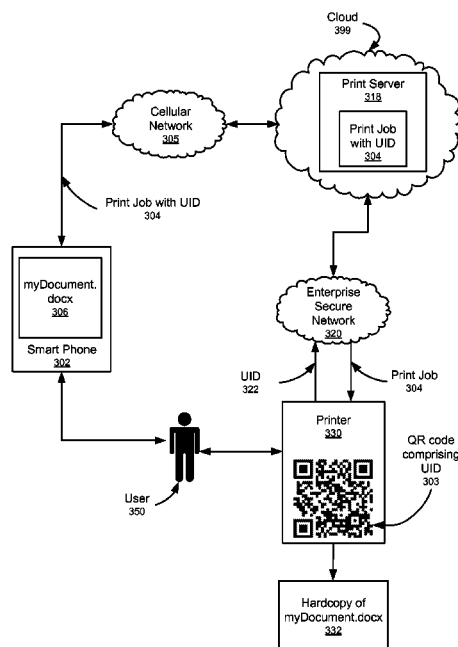 Cloud
399
Print Server
318
Print Job
with UID
304
Cellular
Network
305
Print Job with UID
304
myDocument.
docx
306
Smart Phone
302
Enterprise
Secure
Network
320
UID
322
Print Job
304
Printer
330
QR code
comprising
UID
303
User
350
Hardcopy of
myDocument.docx
332